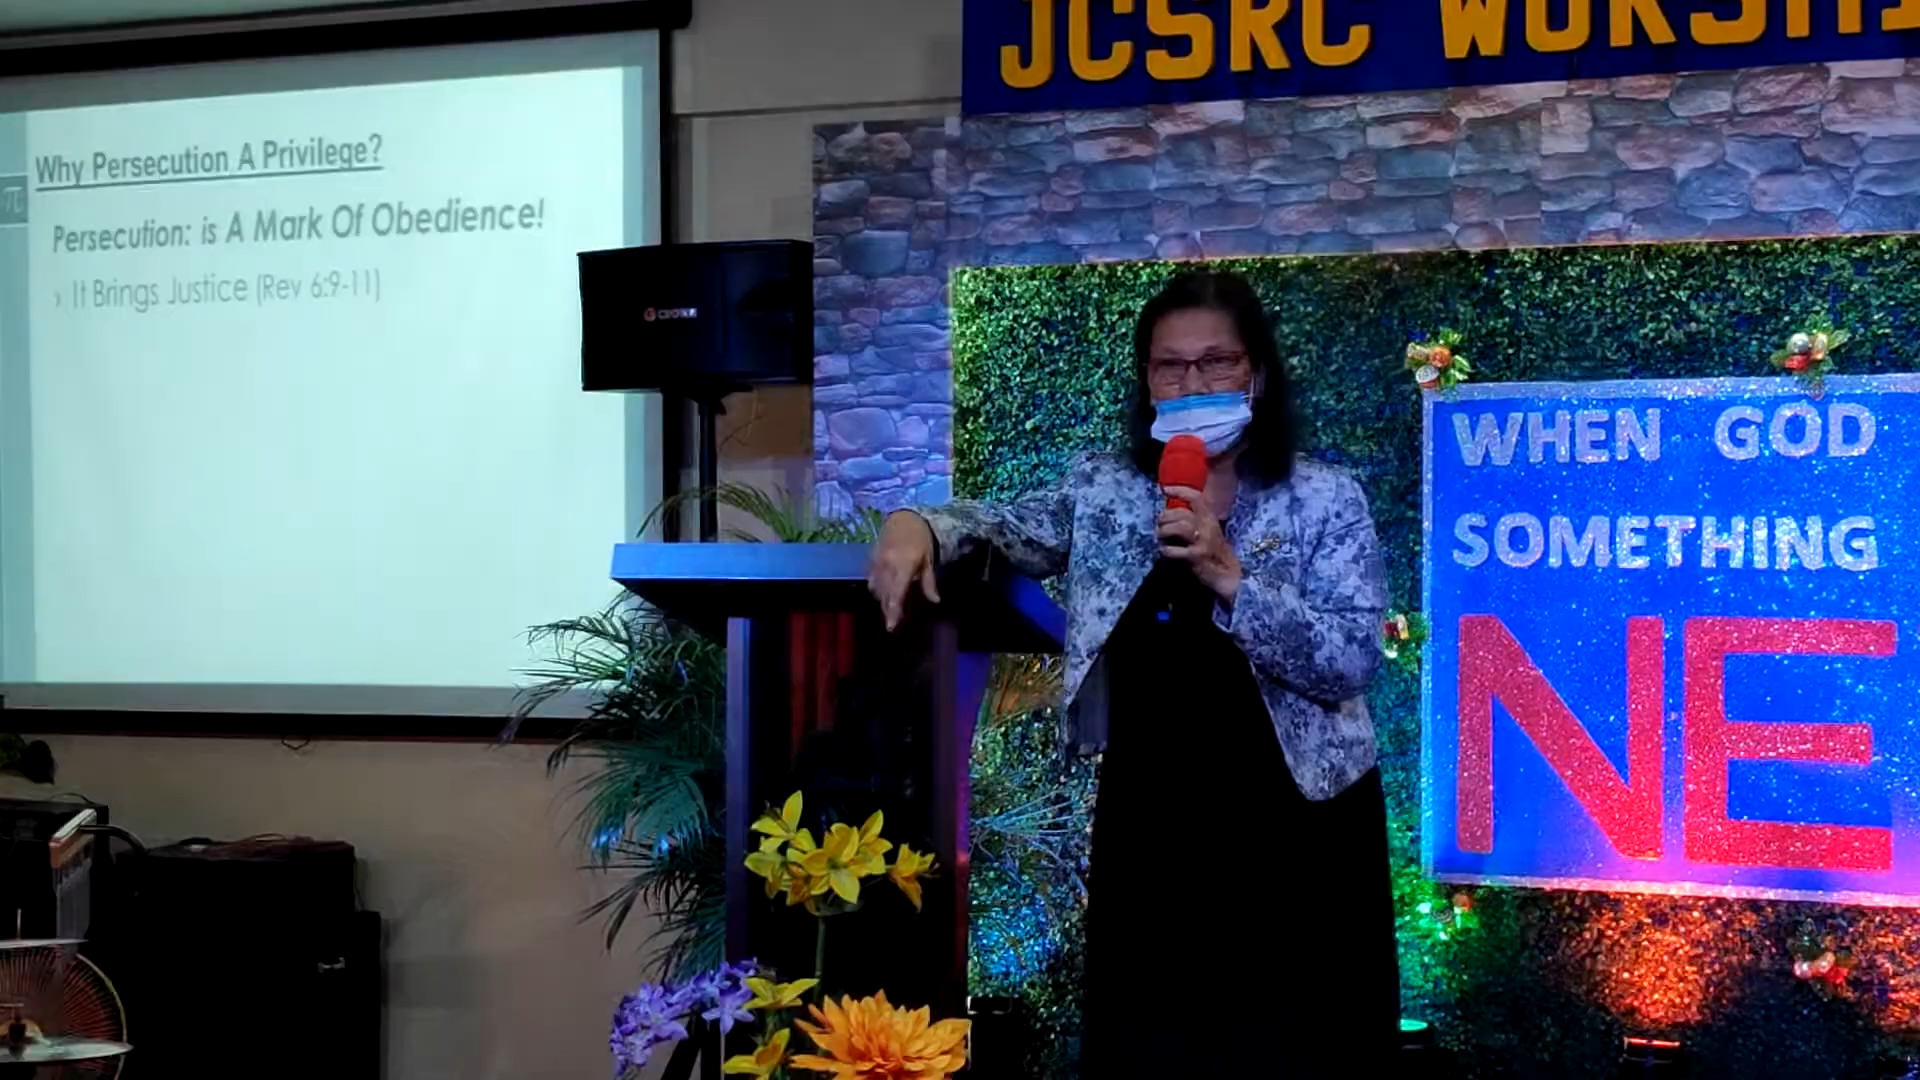 Why Persecution A Privilege?
Persecution: is A Mark Of Obedience!
› It Brings Justice (Rev 6:9-11)
π
JCSRC WORSHI
WHEN GOD
SOMETHING
NE